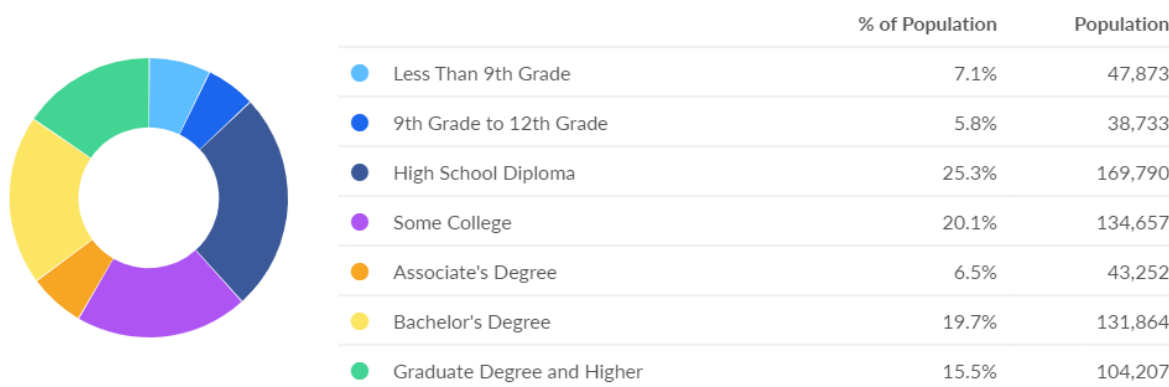 % of Population Population
Less Than 9th Grade 7.1% 47,873
9th Grade to 12th Grade 5.8% 38,733
High School Diploma 25.3% 169,790
Some College 20.1% 134,657
Associate's Degree 6.5% 43,252
Bachelor's Degree 19.7% 131,864
Graduate Degree and Higher 15.5% 104,207